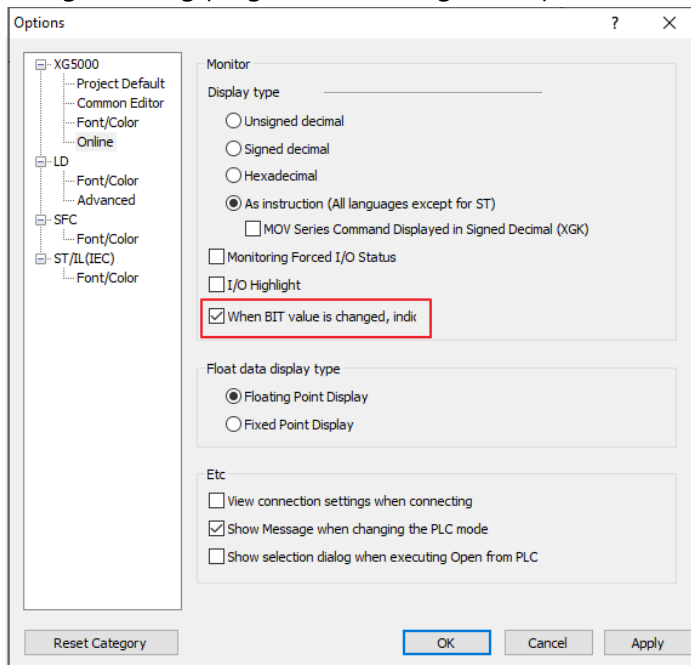 Options
?
XG5000
Project Default
Common Editor
Font/Color
Online
LD
Font/Color
Advanced
SFC
Font/Color
ST/IL(IEC)
Font/Color
Monitor
Display type
Unsigned decimal
Signed decimal
Hexadecimal
As instruction (All languages except for ST)
MOV Series Command Displayed in Signed Decimal (XGK)
Monitoring Forced I/O Status
I/O Highlight
When BIT value is changed, indic
Float data display type
Floating Point Display
Fixed Point Display
Etc
View connection settings when connecting
Show Message when changing the PLC mode
Show selection dialog when executing Open from PLC
Reset Category
OK
Cancel
Apply